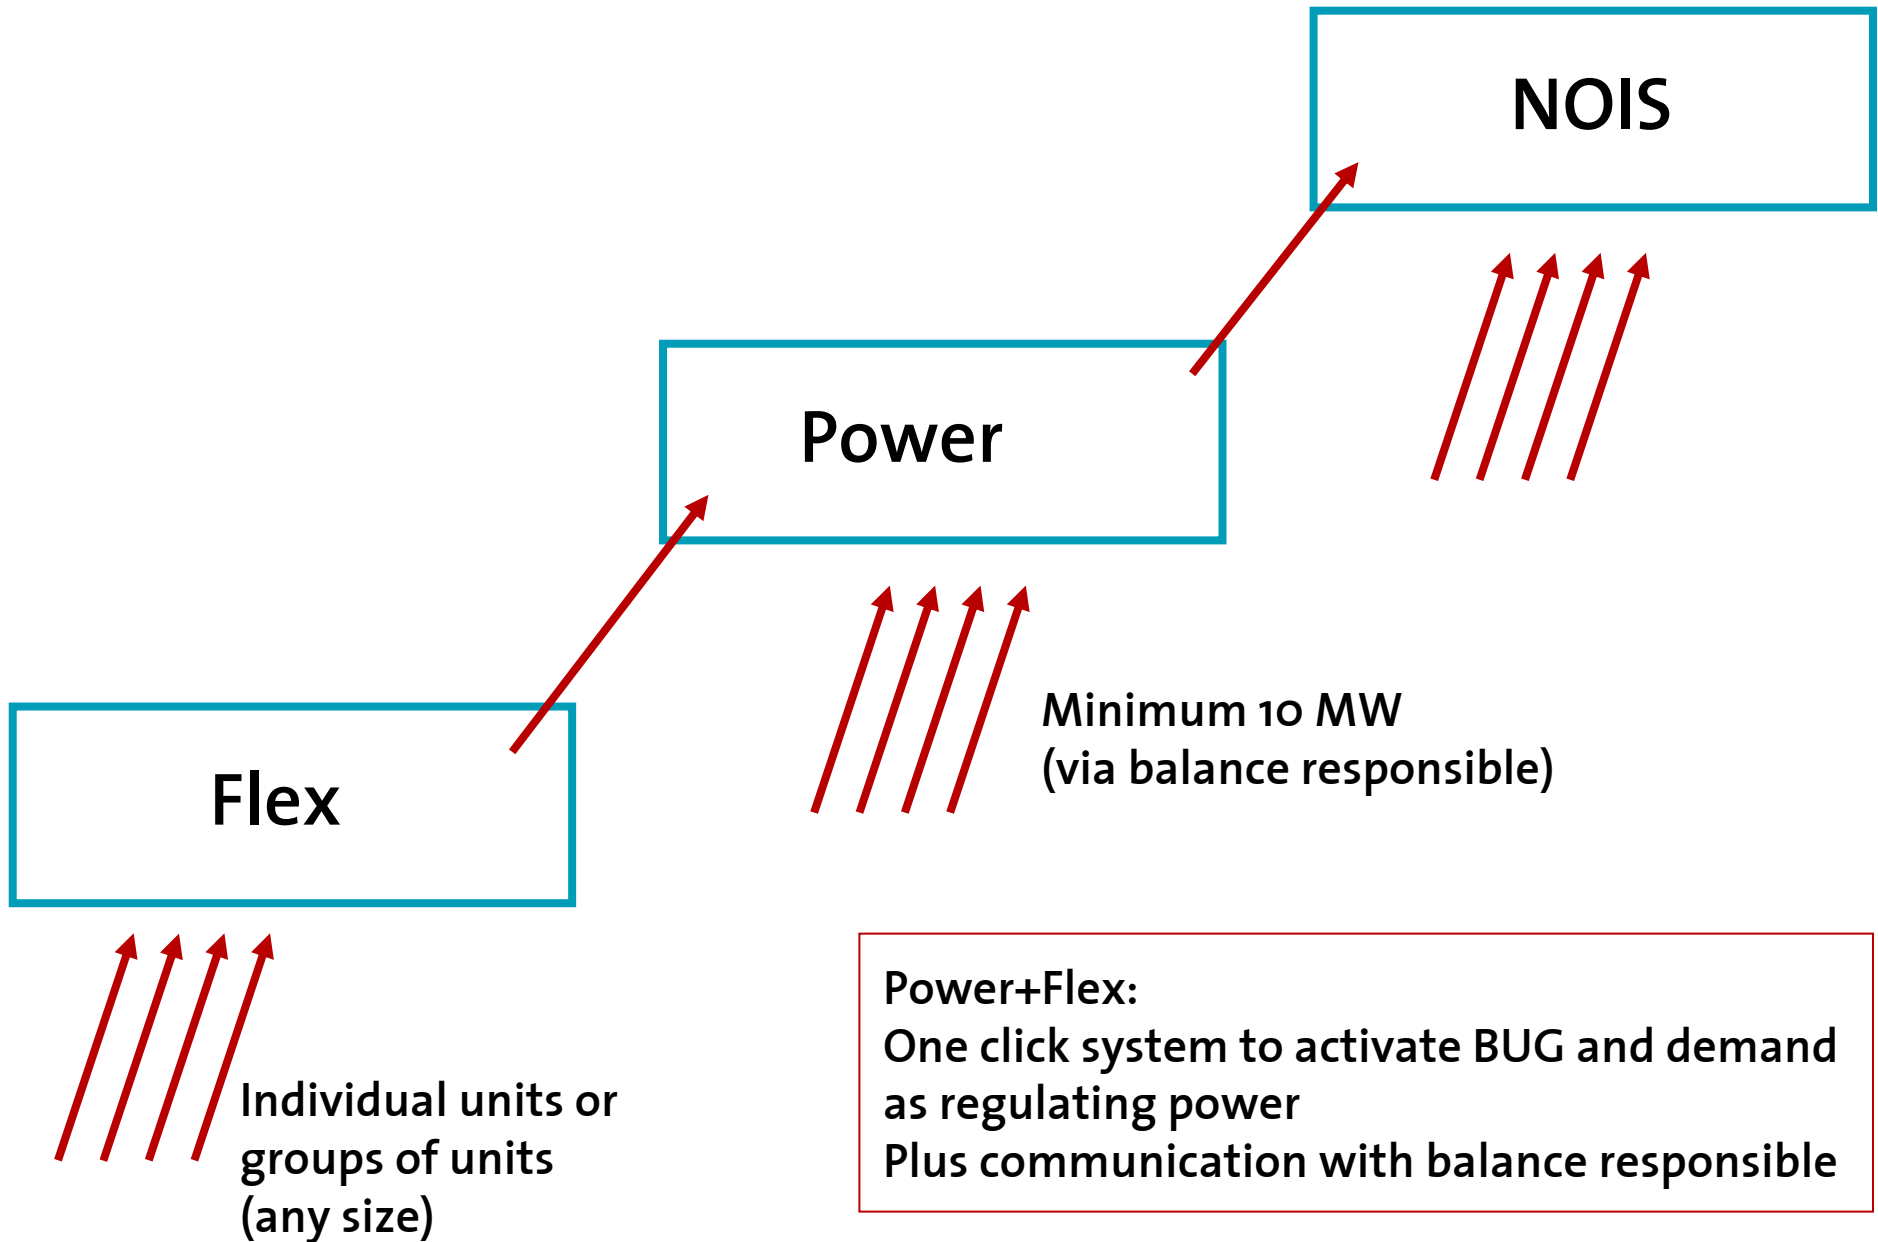 NOIS
Power
Minimum 10 MW
(via balance responsible)
Flex
Individual units or
groups of units
(any size)
Power+Flex:
One click system to activate BUG and demand
as regulating power
Plus communication with balance responsible